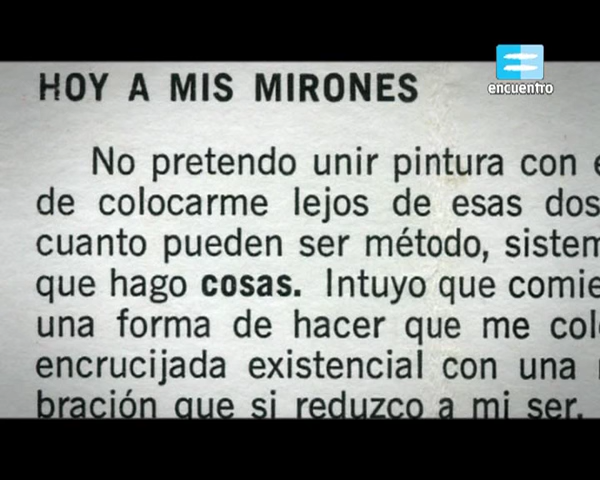 HOY A MIS MIRONES
encuentro
No pretendo unir pintura con
de colocarme lejos de esas dos
cuanto pueden ser método, sistem
que hago cosas. Intuyo que comie
una forma de hacer que me col
encrucijada existencial con una
bración que si reduzco a mi ser.